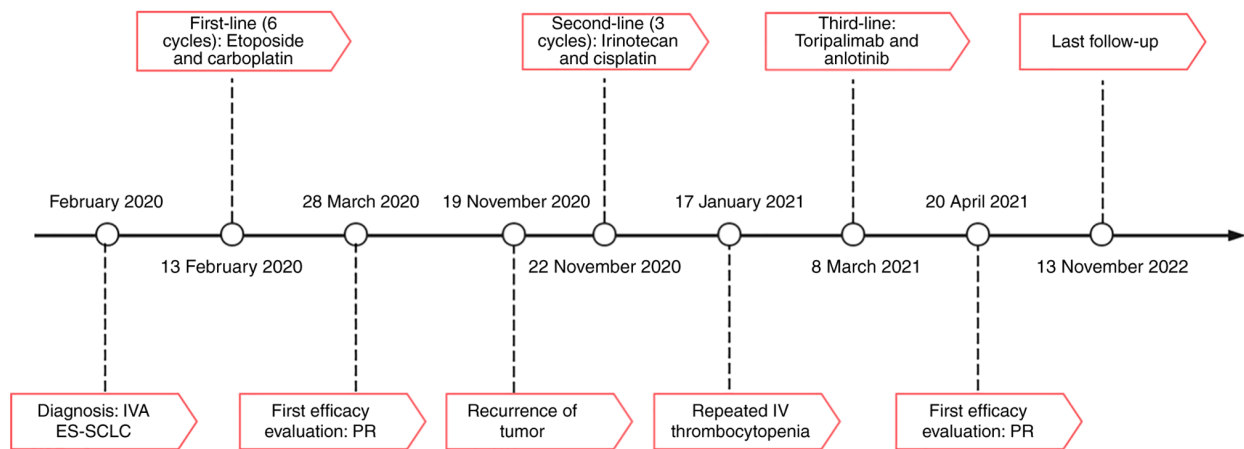 First-line (6
cycles): Etoposide
and carboplatin
Second-line (3
cycles): Irinotecan
and cisplatin
Third-line:
Toripalimab and
anlotinib
Last follow-up
February 2020
28 March 2020
19 November 2020
17 January 2021
20 April 2021
13 February 2020
22 November 2020
8 March 2021
13 November 2022
Diagnosis: IVA
ES-SCLC
First efficacy
evaluation: PR
Recurrence of
tumor
Repeated IV
thrombocytopenia
First efficacy
evaluation: PR